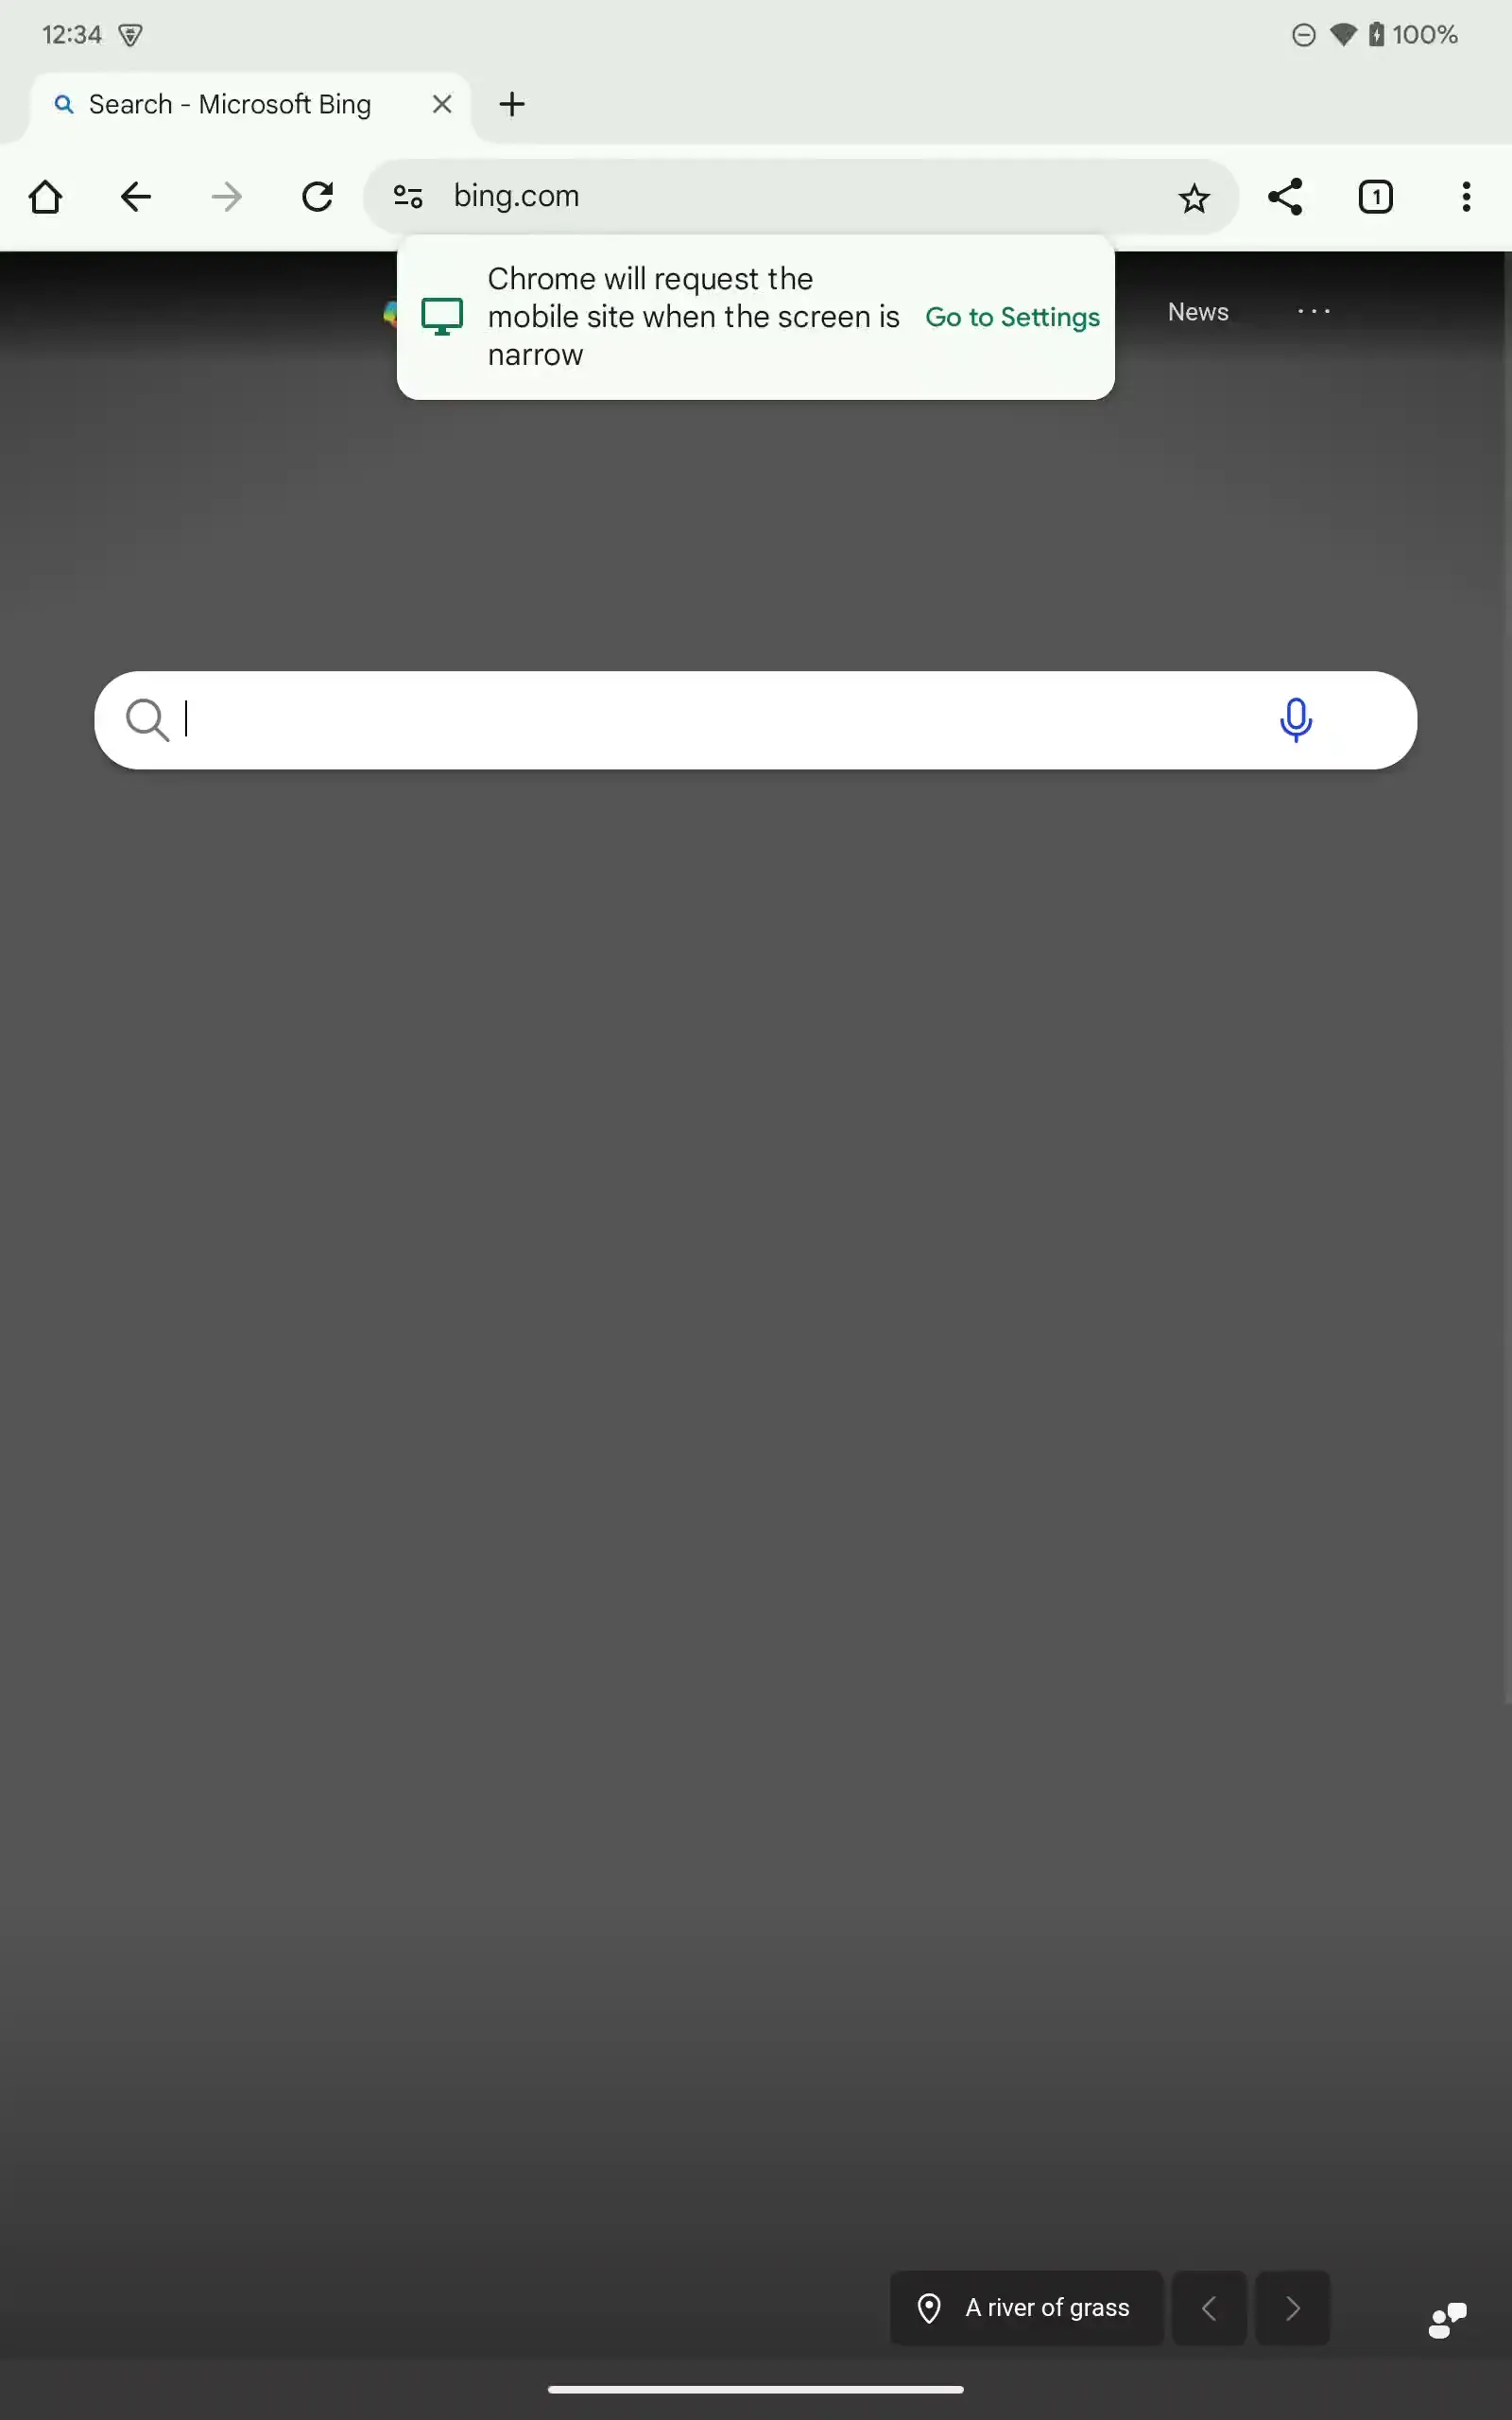 12:34
100%
Search - Microsoft Bing
bing.com
1
Chrome will request the
mobile site when the screen is
narrow
Go to Settings
News
A river of grass